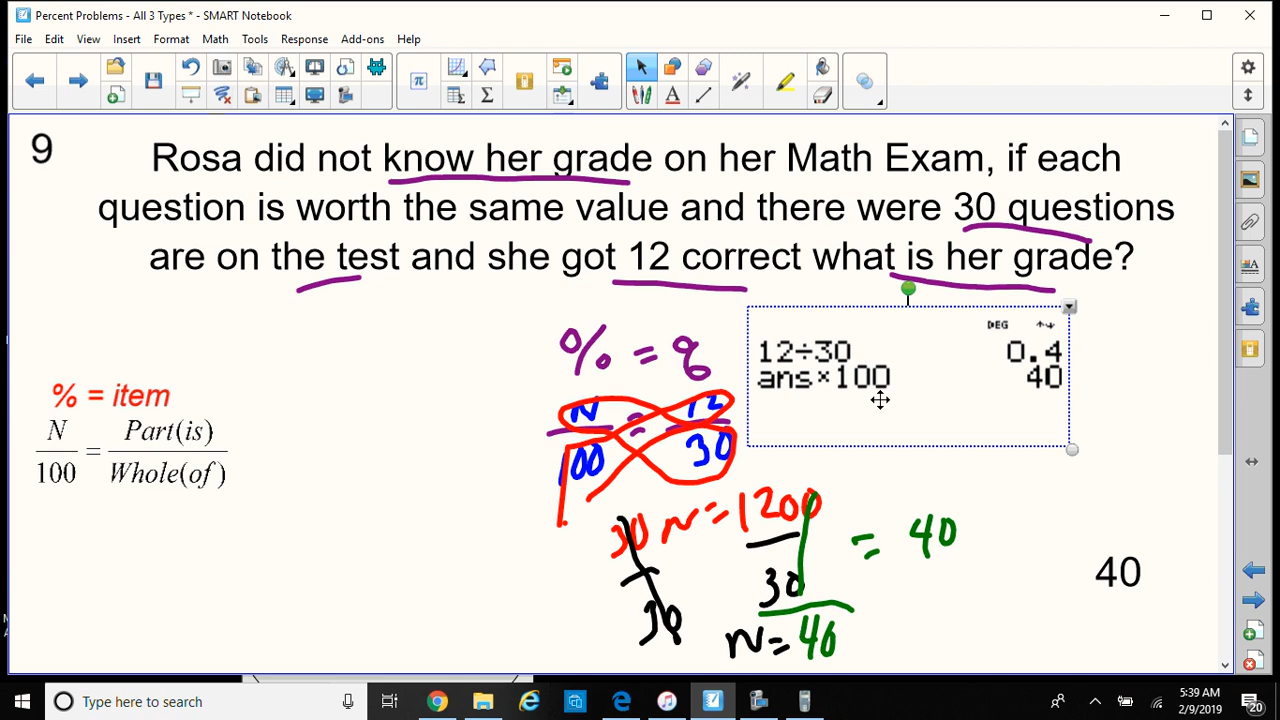 Percent Problems - All 3 Types * - SMART Notebook
File Edit View Insert Format Math Tools Response Add-ons Help
9
Rosa did not know her grade on her Math Exam, if each
question is worth the same value and there were 30 questions
are on the test and she got 12 correct what is her grade?
% = q
DEG
12÷30 0.4
ans×100 40
% = item
N/100 = Part(is)/Whole(of)
N/100 = 12/30
30 N = 1200
30 30
= 40
N = 40
40
Type here to search
5:39 AM
2/9/2019
20